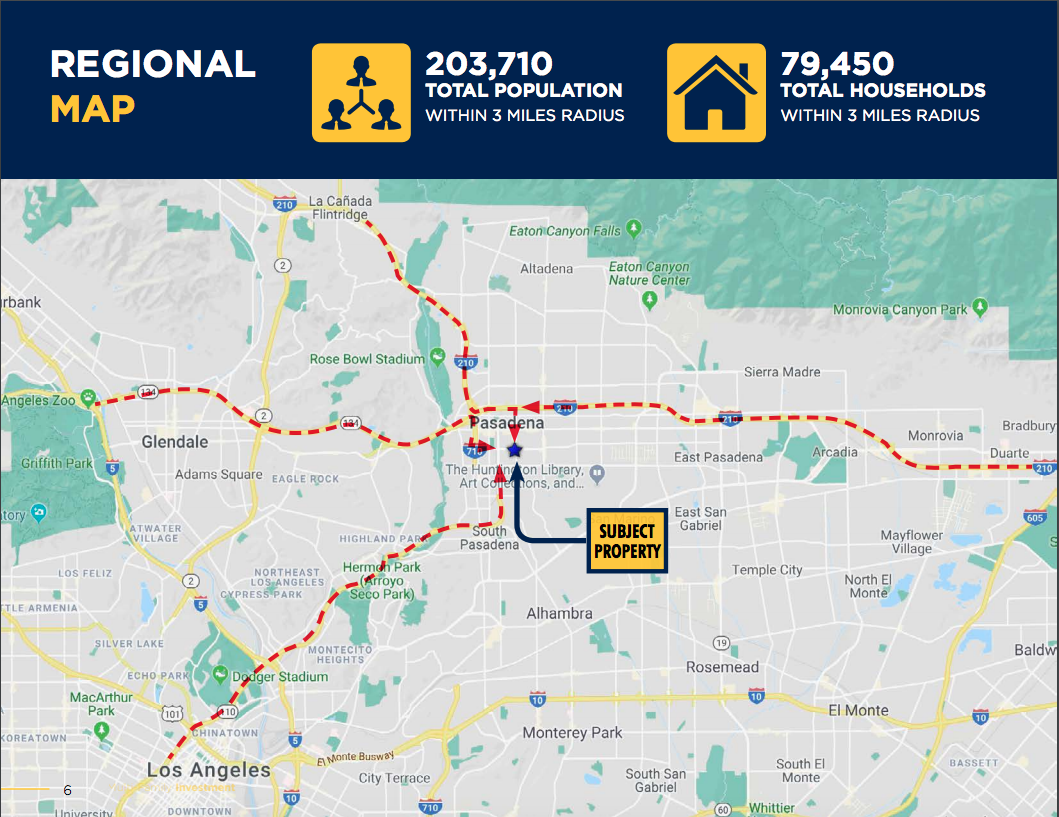 REGIONAL
MAP
203,710
TOTAL POPULATION
WITHIN 3 MILES RADIUS
79,450
TOTAL HOUSEHOLDS
WITHIN 3 MILES RADIUS
210
La Cañada
Flintridge
Eaton Canyon Falls
2
Altadena
Eaton Canyon
Nature Center
urbank
Monrovia Canyon Park
Rose Bowl Stadium
210
Sierra Madre
134
Angeles Zoo
210
2
134
210
Pasadena
Bradbury
Glendale
Monrovia
710
Arcadia
Duarte
East Pasadena
Griffith Park
5
210
The Huntington Library,
Art Collections, and...
Adams Square
EAGLE ROCK
tory
605
East San
Gabriel
SUBJECT
PROPERTY
ATWATER
VILLAGE
HIGHLAND PARK
South
Pasadena
Mayflower
Village
S
LOS FELIZ
NORTHEAST
LOS ANGELES
Hermon Park
(Arroyo
Seco Park)
Temple City
2
North El
Monte
CYPRESS PARK
5
TLE ARMENIA
Alhambra
SILVER LAKE
19
MONTECITO
HEIGHTS
Baldw
Rosemead
ECHO PARK
Dodger Stadium
MacArthur
Park
10
10
101
110
El Monte
10
CHINATOWN
Monterey Park
KOREATOWN
5
El Monte Busway
BASSETT
Los Angeles
City Terrace
South San
Gabriel
South El
Monte
investment
6
10
710
60
Whittier
University
DOWNTOWN